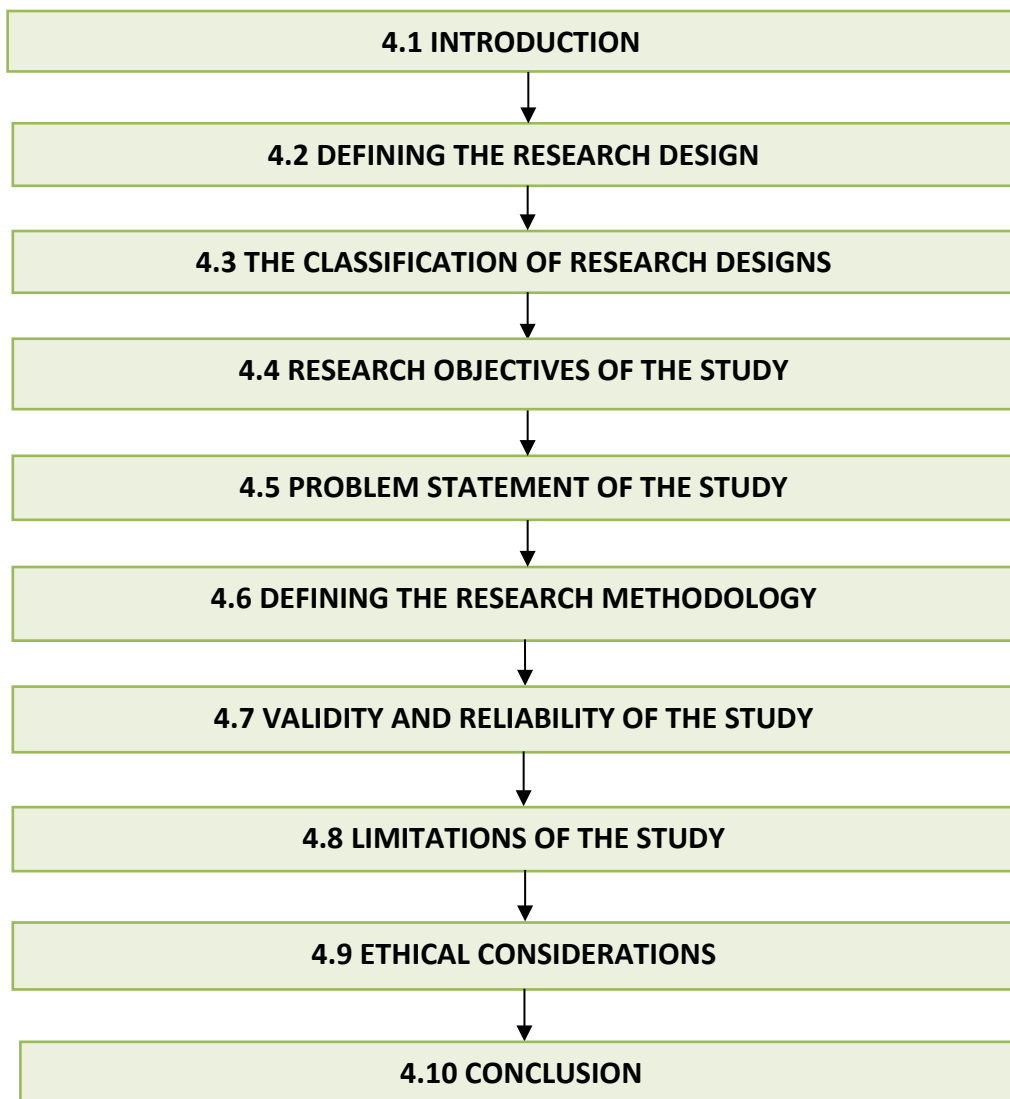 4.1 INTRODUCTION
4.2 DEFINING THE RESEARCH DESIGN
4.3 THE CLASSIFICATION OF RESEARCH DESIGNS
4.4 RESEARCH OBJECTIVES OF THE STUDY
4.5 PROBLEM STATEMENT OF THE STUDY
4.6 DEFINING THE RESEARCH METHODOLOGY
4.7 VALIDITY AND RELIABILITY OF THE STUDY
4.8 LIMITATIONS OF THE STUDY
4.9 ETHICAL CONSIDERATIONS
4.10 CONCLUSION